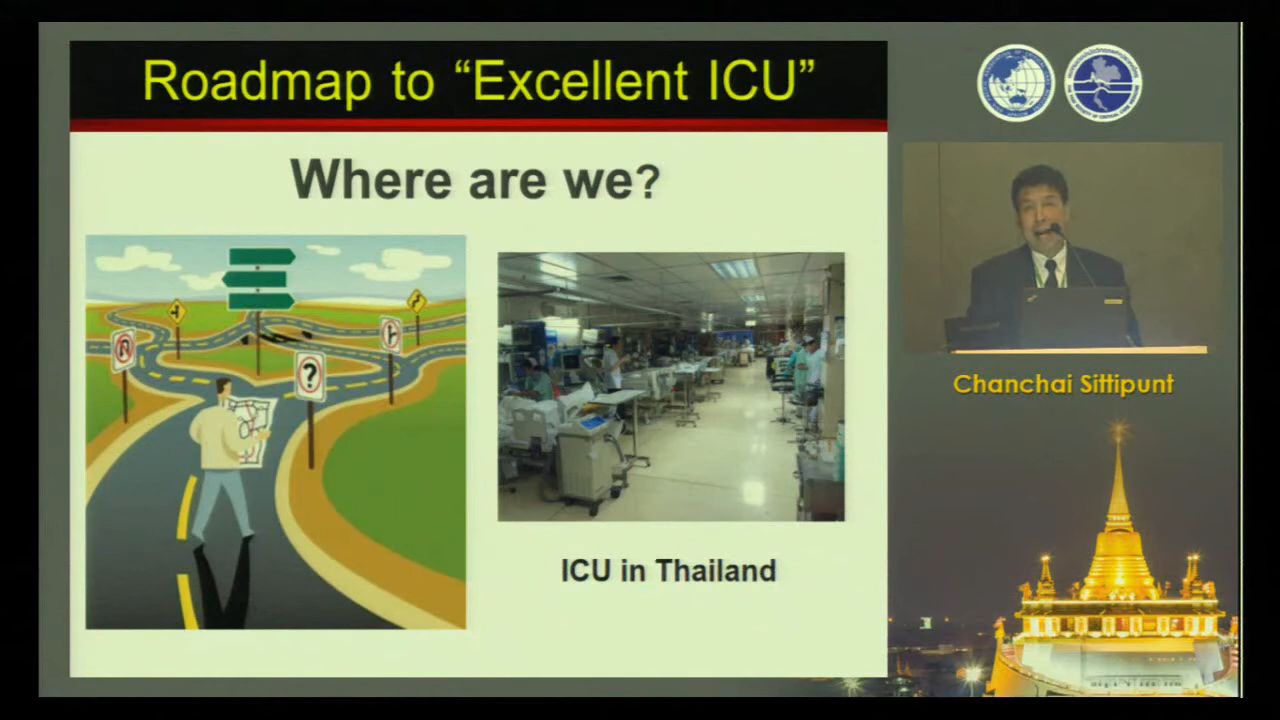 Roadmap to “Excellent ICU”
Where are we?
?
ICU in Thailand
Chanchai Sittipunt